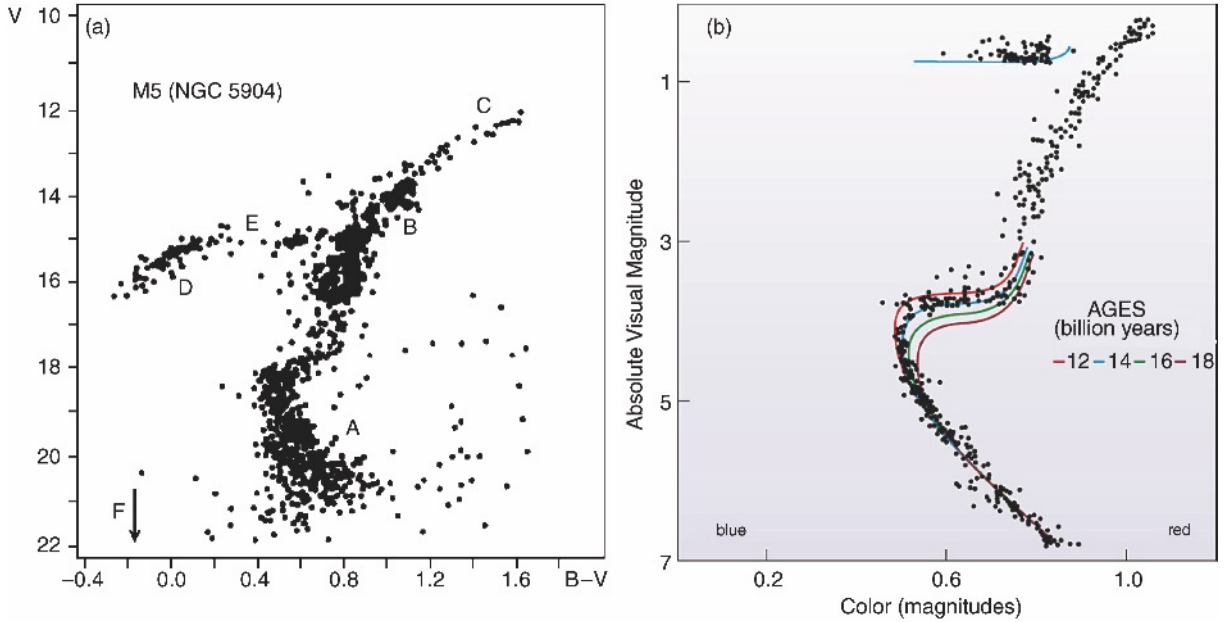 V
10
12
14
16
18
20
22
(a)
M5 (NGC 5904)
C
B
E
D
A
F
–0.4 0.0 0.4 0.8 1.2 1.6 B–V
(b)
Absolute Visual Magnitude
1
3
5
7
AGES
(billion years)
12 14 16 18
blue red
0.2 0.6 1.0
Color (magnitudes)